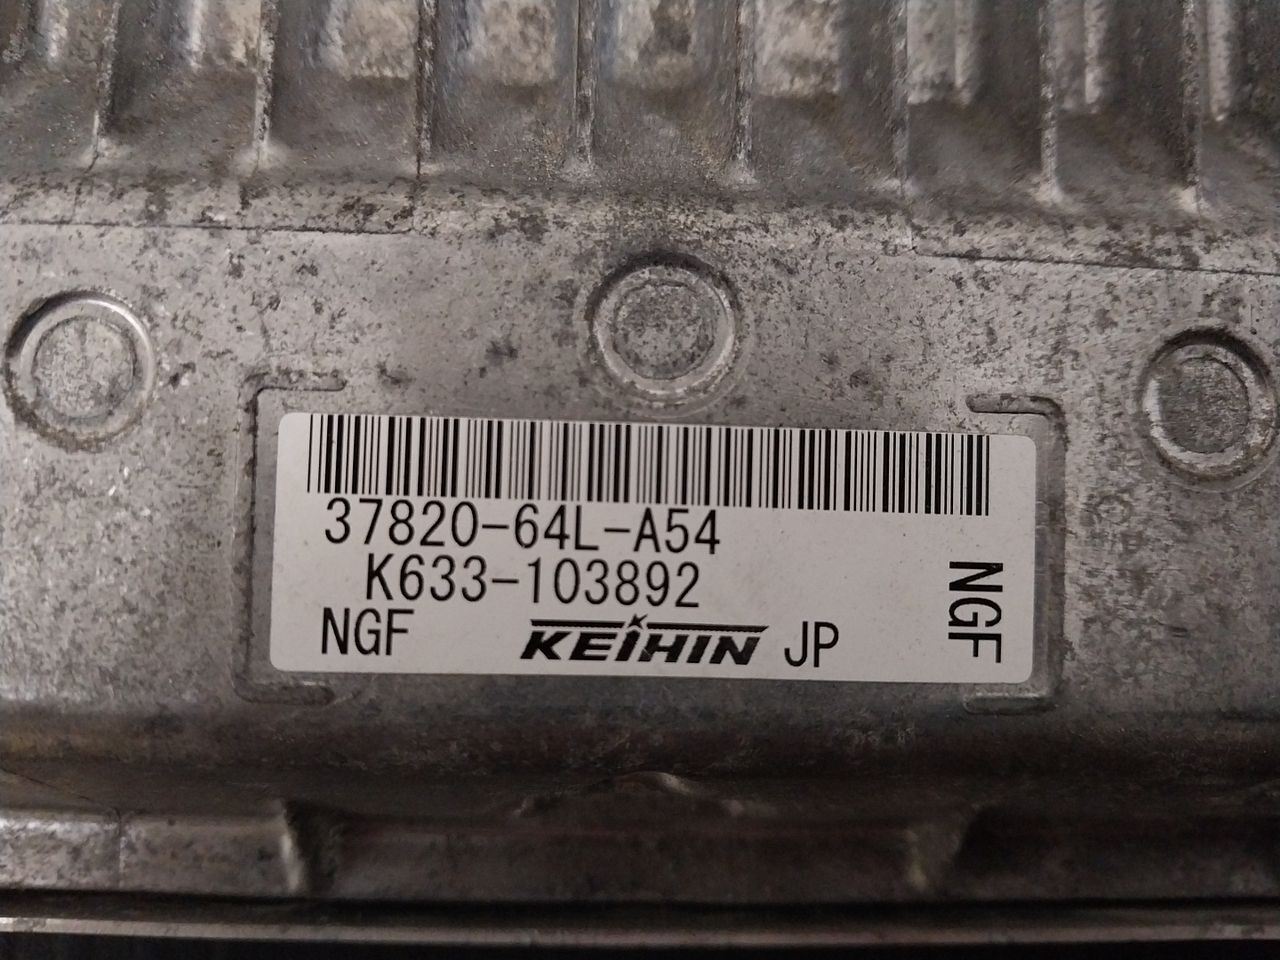 37820-64L-A54
K633-103892
NGF KEIHIN JP
NGF